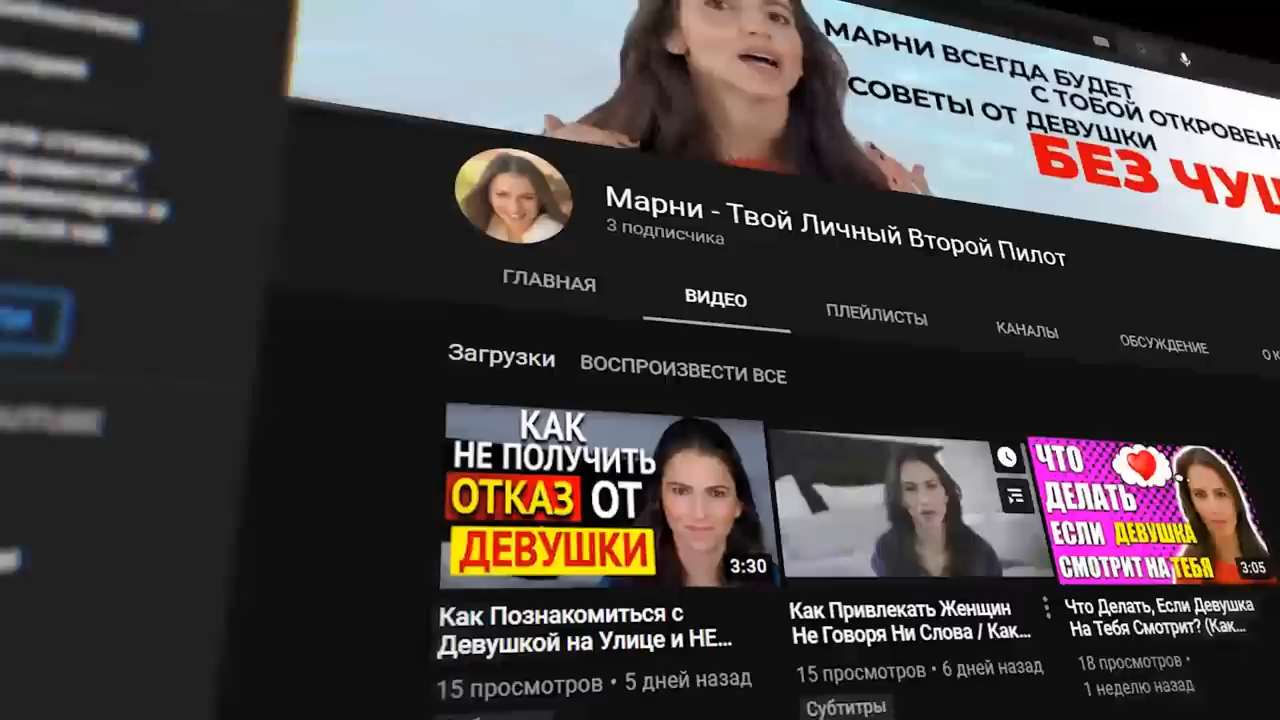 МАРНИ ВСЕГДА БУДЕТ
С ТОБОЙ ОТКРОВЕН
СОВЕТЫ ОТ ДЕВУШКИ
БЕЗ ЧУ
Марни - Твой Личный Второй Пилот
3 подписчика
ГЛАВНАЯ
ВИДЕО
ПЛЕЙЛИСТЫ
КАНАЛЫ
ОБСУЖДЕНИЕ
О К
Загрузки
ВОСПРОИЗВЕСТИ ВСЕ
КАК
НЕ ПОЛУЧИТЬ
ОТКАЗ ОТ
ДЕВУШКИ
3:30
ЧТО
ДЕЛАТЬ
ЕСЛИ ДЕВУШКА
СМОТРИТ НА ТЕБЯ
3:05
Как Познакомиться с
Девушкой на Улице и НЕ...
15 просмотров • 5 дней назад
Как Привлекать Женщин
Не Говоря Ни Слова / Как...
15 просмотров • 6 дней назад
Субтитры
Что Делать, Если Девушка
На Тебя Смотрит? (Как...
18 просмотров •
1 неделю назад